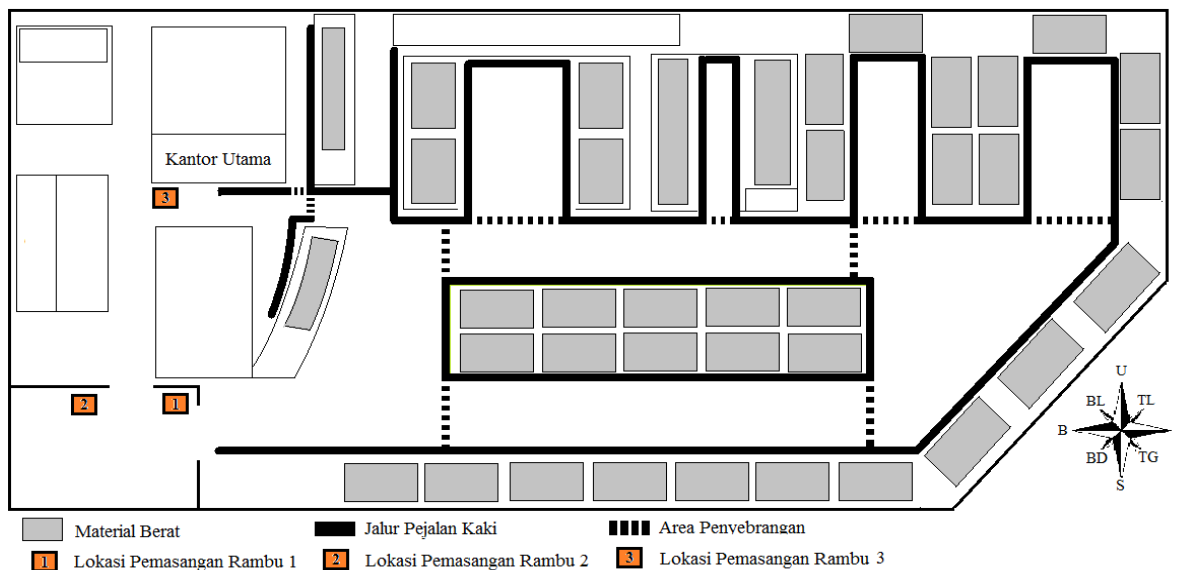 Kantor Utama
3
2
1
U
BL
TL
B
BD
TG
S
Material Berat
Jalur Pejalan Kaki
Area Penyebrangan
1 Lokasi Pemasangan Rambu 1
2 Lokasi Pemasangan Rambu 2
3 Lokasi Pemasangan Rambu 3